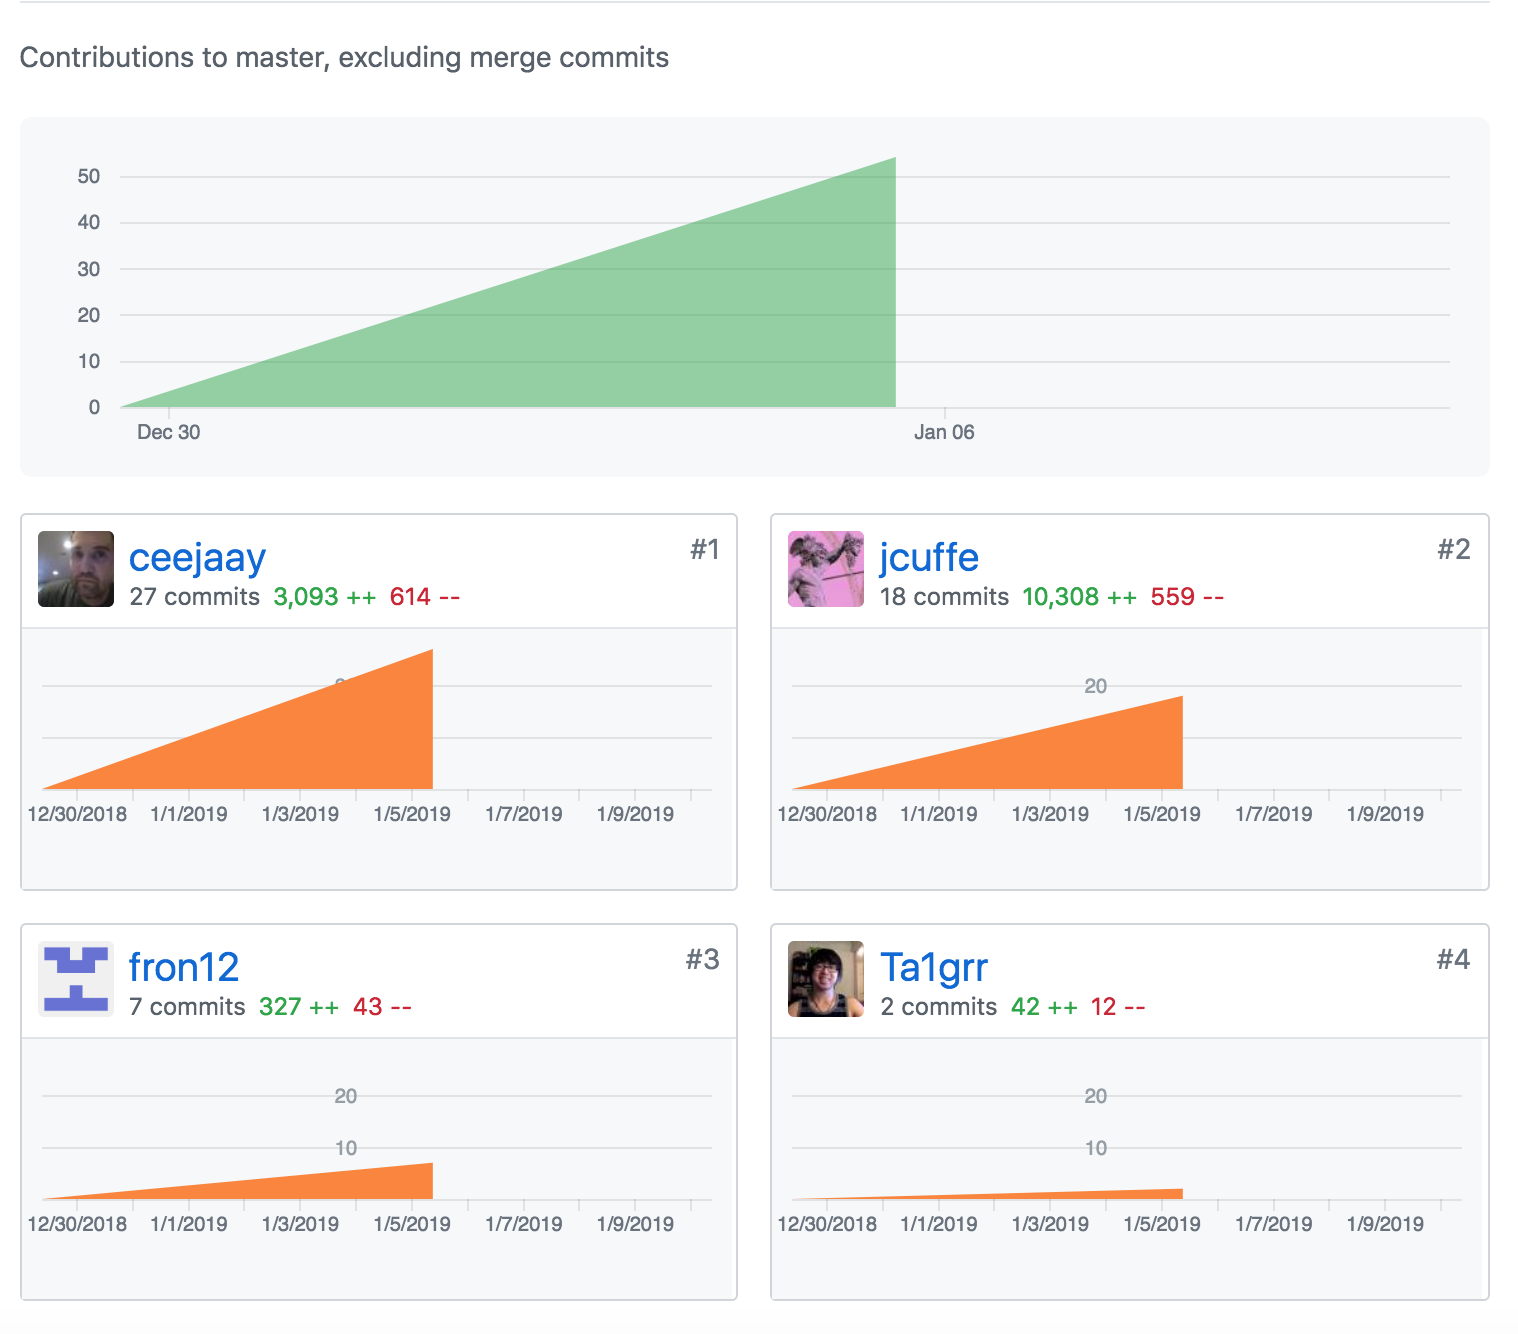 Contributions to master, excluding merge commits
50
40
30
20
10
0
Dec 30 Jan 06
ceejaay #1
27 commits 3,093 ++ 614 --
12/30/2018 1/1/2019 1/3/2019 1/5/2019 1/7/2019 1/9/2019
jcuffe #2
18 commits 10,308 ++ 559 --
20
12/30/2018 1/1/2019 1/3/2019 1/5/2019 1/7/2019 1/9/2019
fron12 #3
7 commits 327 ++ 43 --
20
10
12/30/2018 1/1/2019 1/3/2019 1/5/2019 1/7/2019 1/9/2019
Ta1grr #4
2 commits 42 ++ 12 --
20
10
12/30/2018 1/1/2019 1/3/2019 1/5/2019 1/7/2019 1/9/2019